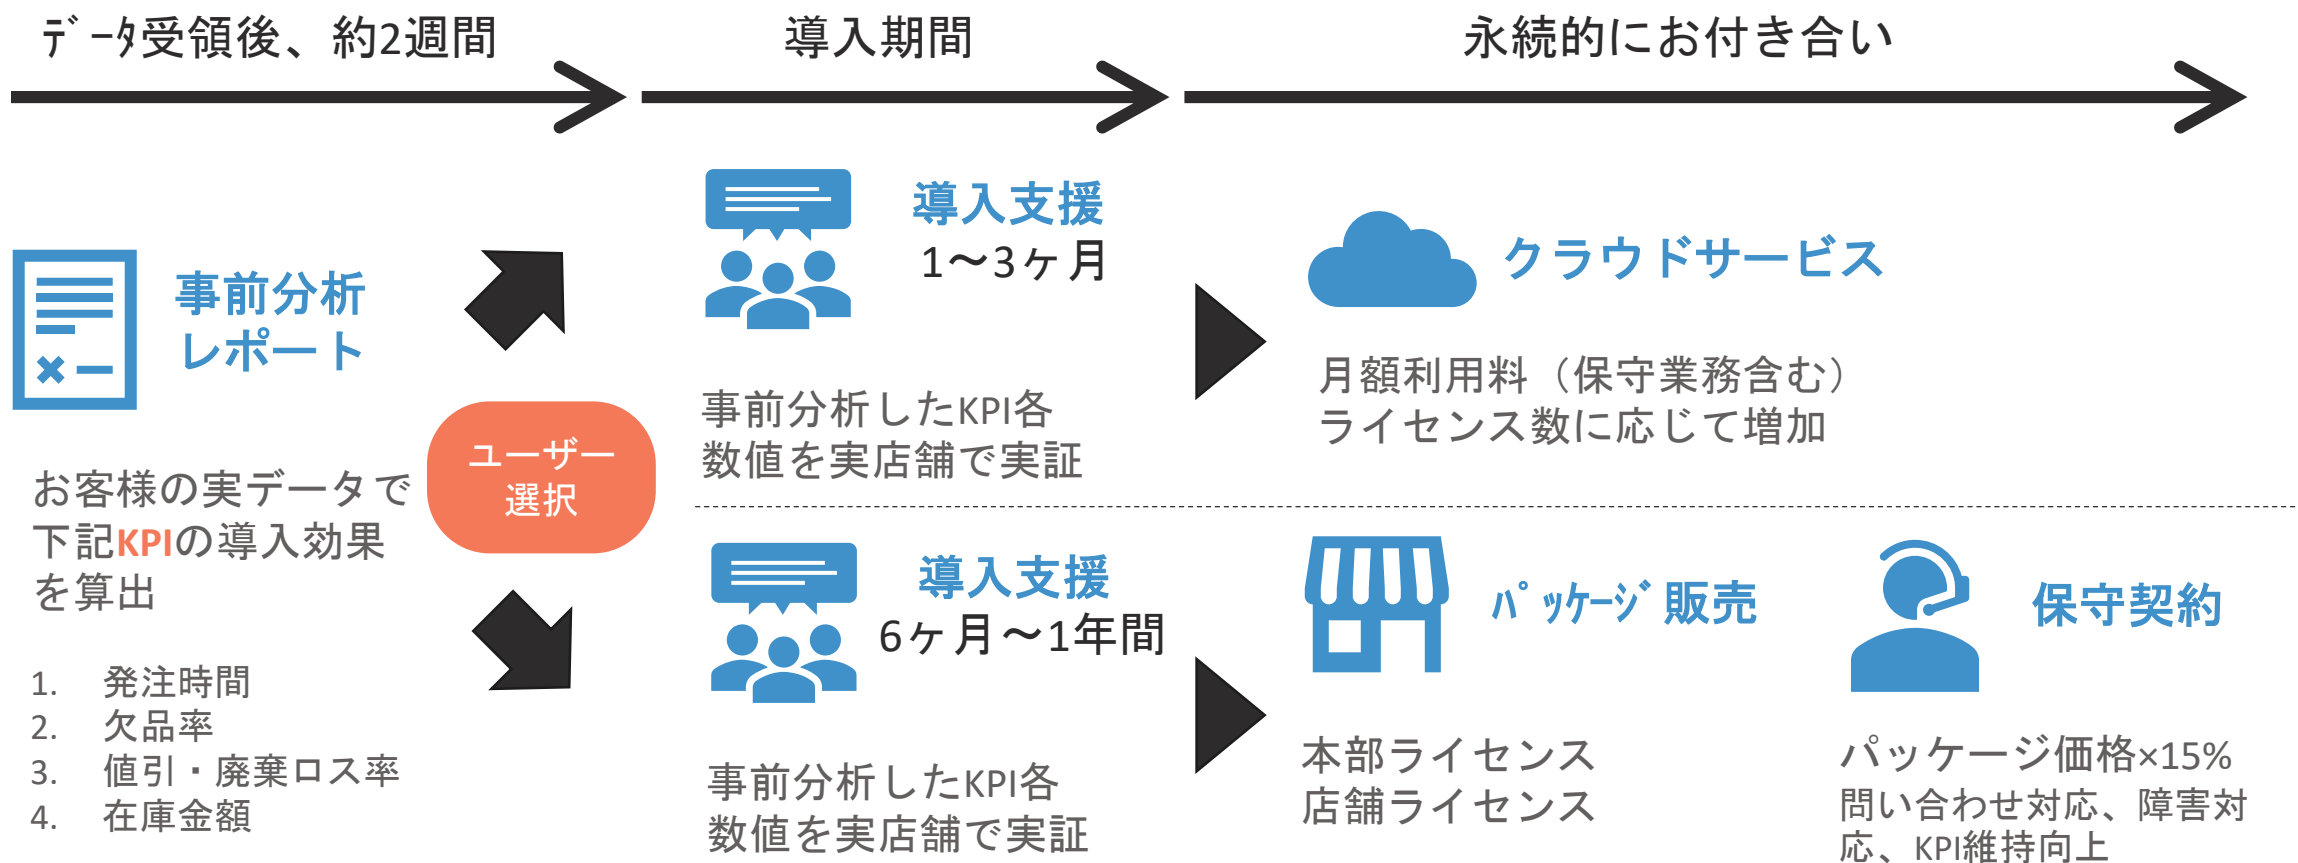 ﾃﾞｰﾀ受領後、約2週間
導入期間
永続的にお付き合い
事前分析
レポート
お客様の実データで
下記KPIの導入効果
を算出
1. 発注時間
2. 欠品率
3. 値引・廃棄ロス率
4. 在庫金額
ユーザー
選択
導入支援
1～3ヶ月
事前分析したKPI各
数値を実店舗で実証
クラウドサービス
月額利用料（保守業務含む）
ライセンス数に応じて増加
導入支援
6ヶ月～1年間
事前分析したKPI各
数値を実店舗で実証
ﾊﾟｯｹｰｼﾞ販売
本部ライセンス
店舗ライセンス
保守契約
パッケージ価格×15%
問い合わせ対応、障害対
応、KPI維持向上